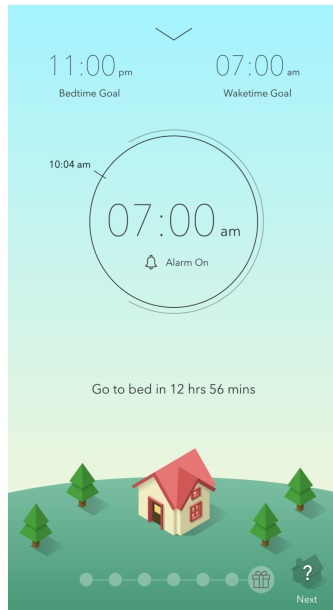 11:00 pm
Bedtime Goal
07:00 am
Waketime Goal
10:04 am
07:00 am
Alarm On
Go to bed in 12 hrs 56 mins
?
Next